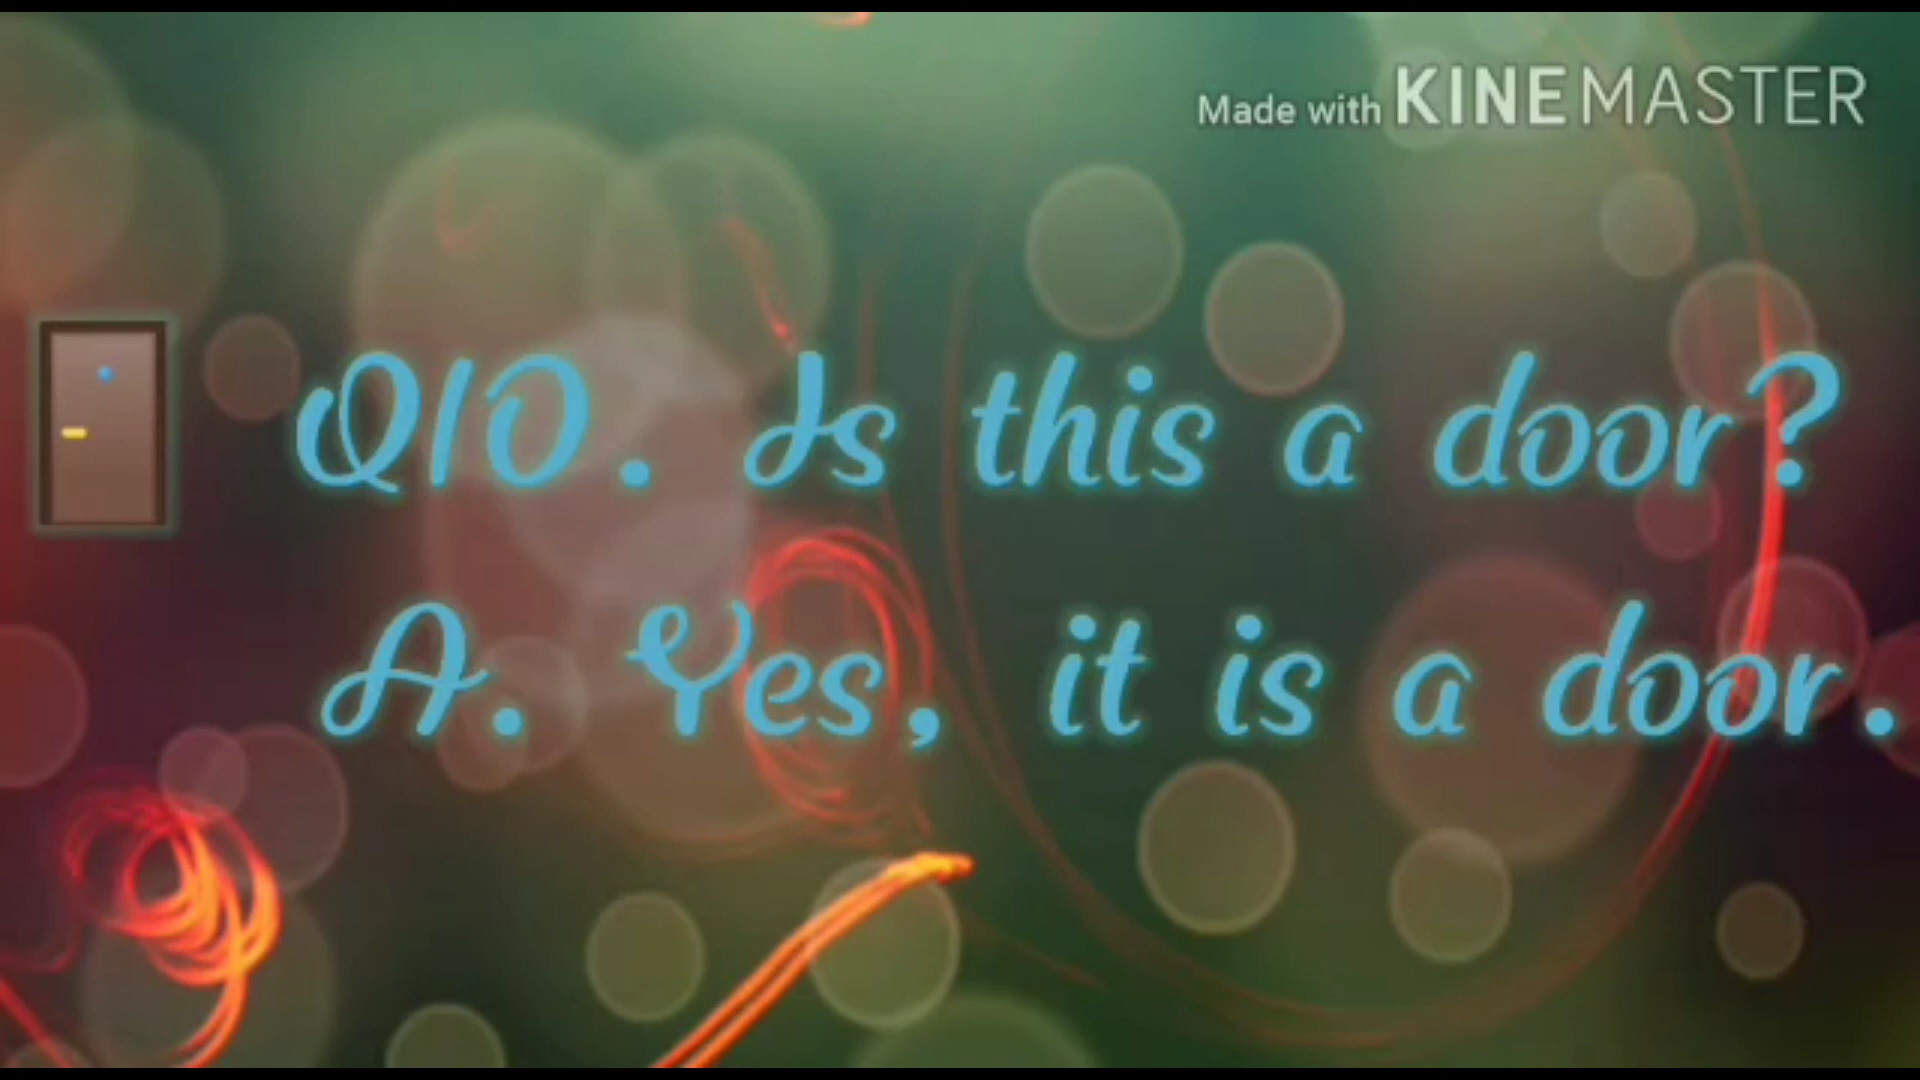 Made with KINEMASTER
Q10. Is this a door?
A. Yes, it is a door.